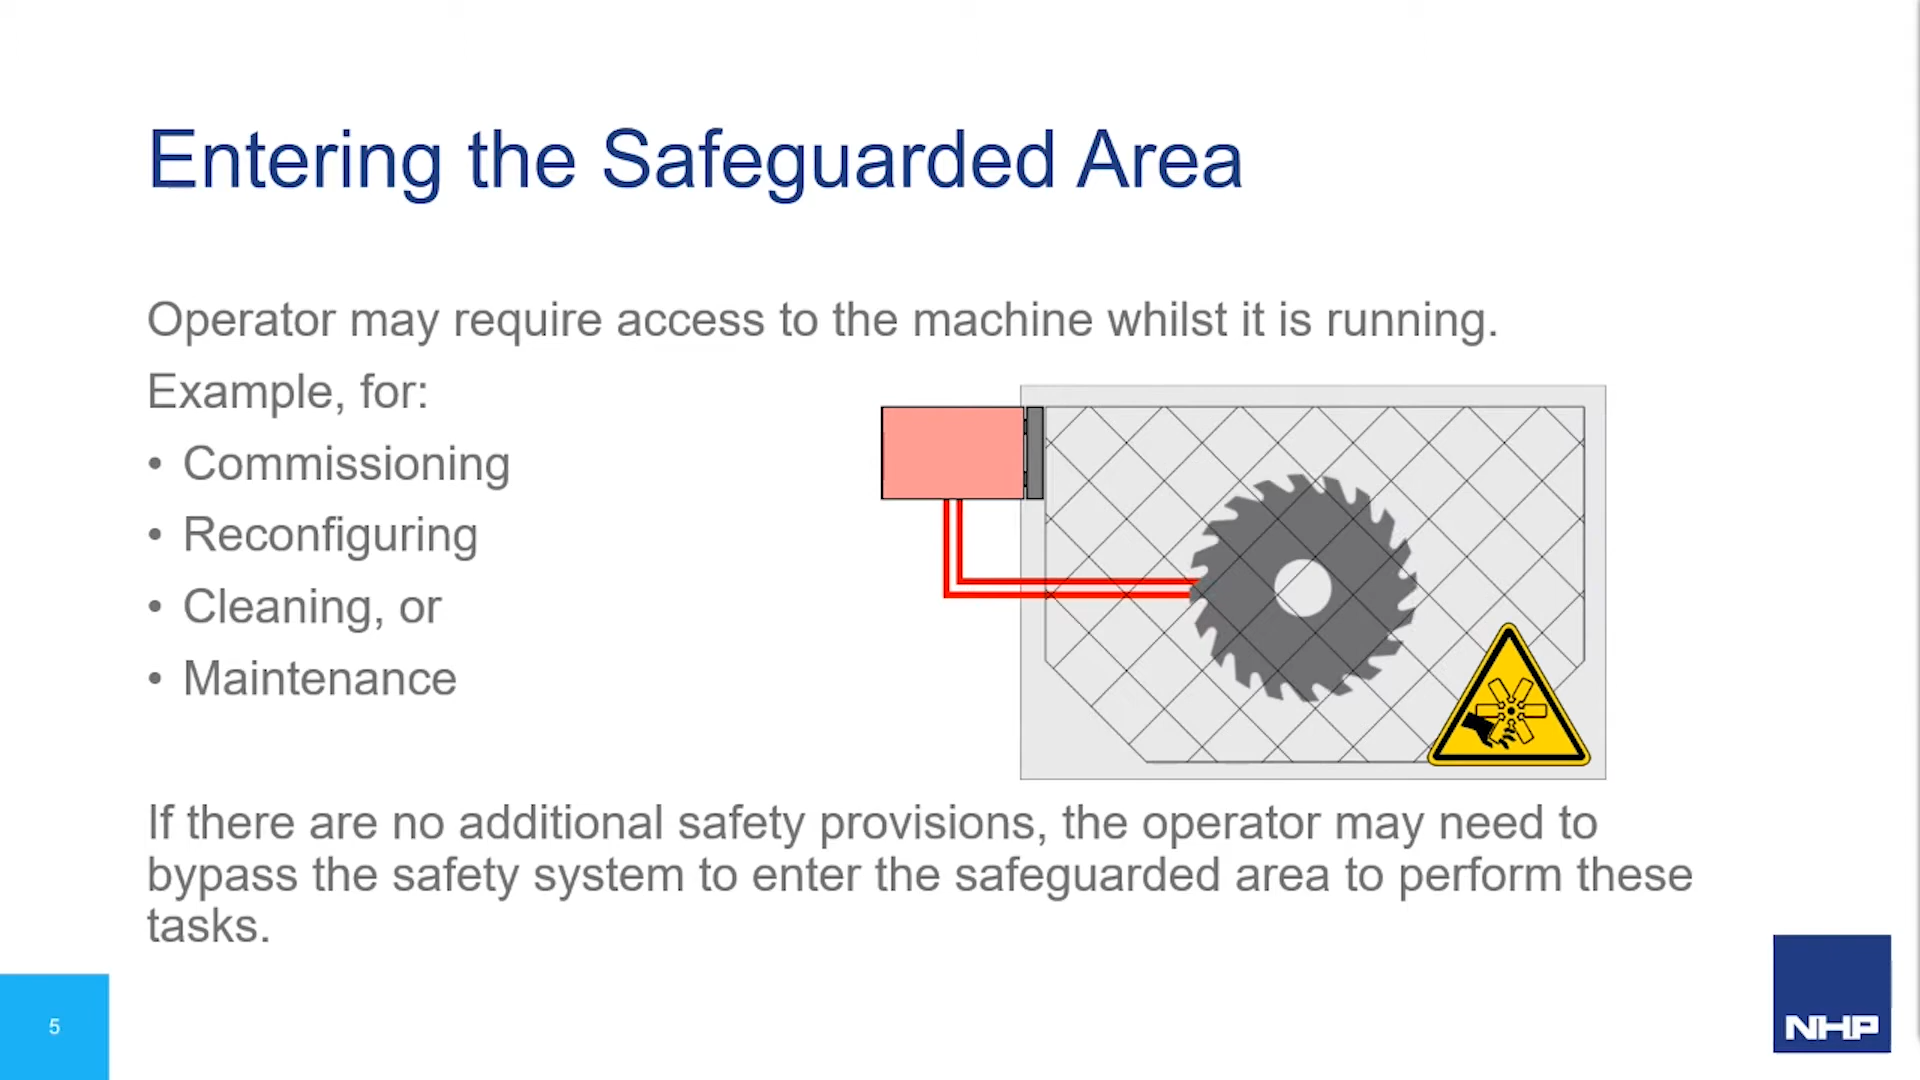 Entering the Safeguarded Area
Operator may require access to the machine whilst it is running.
Example, for:
• Commissioning
• Reconfiguring
• Cleaning, or
• Maintenance
If there are no additional safety provisions, the operator may need to
bypass the safety system to enter the safeguarded area to perform these
tasks.
5
NHP